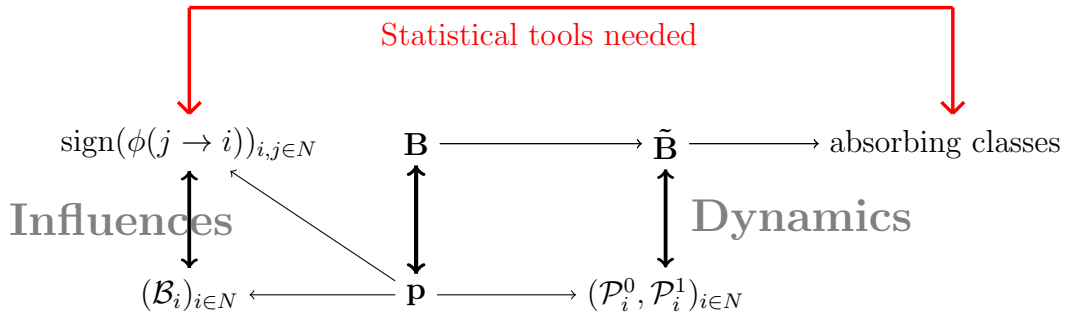 Statistical tools needed
sign(ϕ(j → i))_{i,j∈N} B B̃ absorbing classes
Influences Dynamics
(ℬ_i)_{i∈N} p (𝒫_i^0, 𝒫_i^1)_{i∈N}